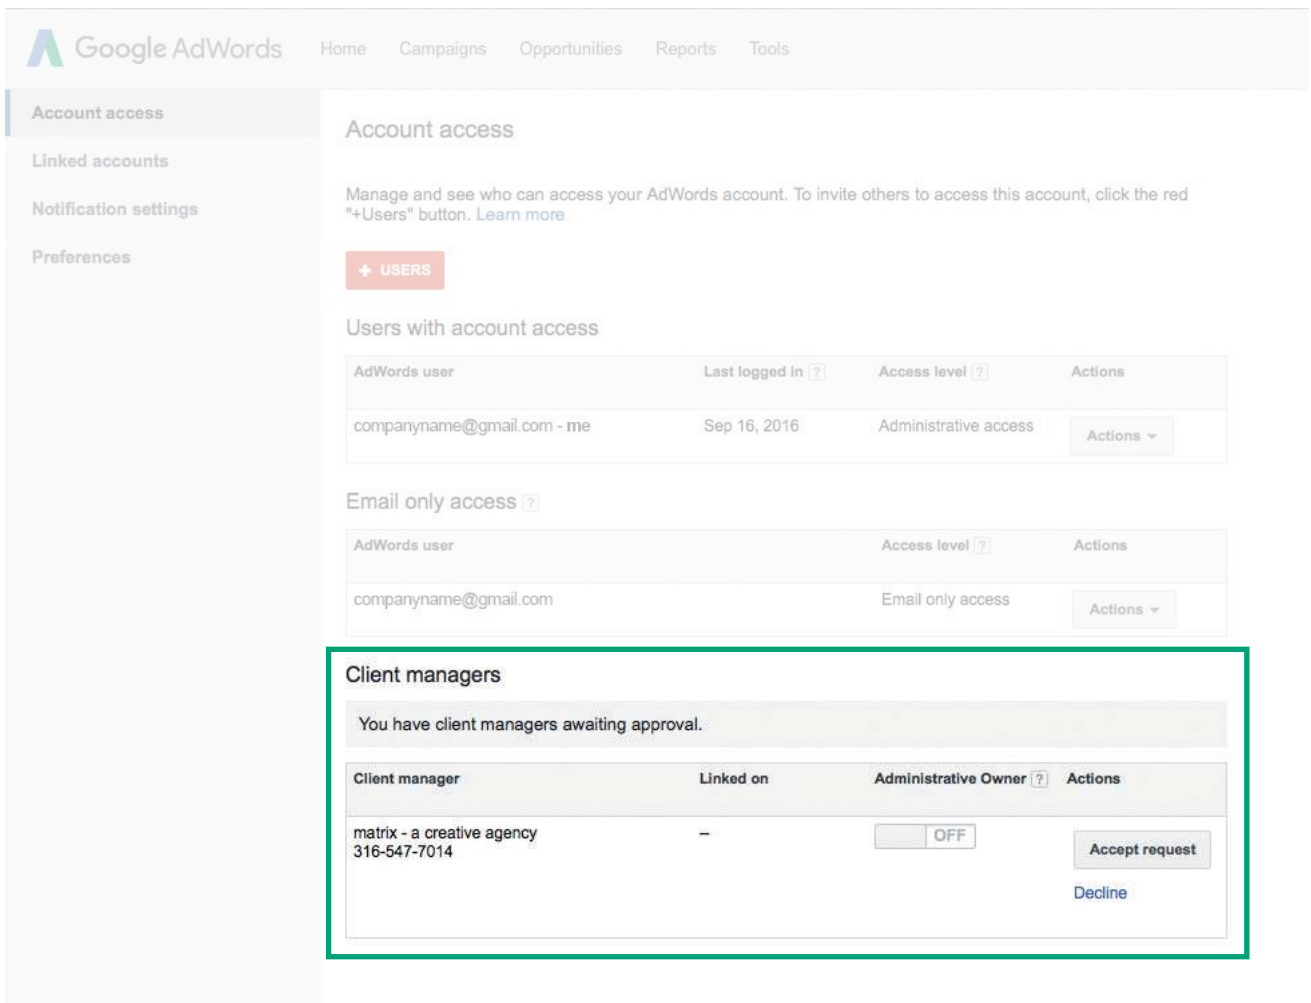 Google AdWords Home Campaigns Opportunities Reports Tools
Account access
Linked accounts
Notification settings
Preferences
Account access
Manage and see who can access your AdWords account. To invite others to access this account, click the red
"+Users" button. Learn more
+ USERS
Users with account access
AdWords user Last logged in ? Access level ? Actions
companyname@gmail.com - me Sep 16, 2016 Administrative access Actions
Email only access ?
AdWords user Access level ? Actions
companyname@gmail.com Email only access Actions
Client managers
You have client managers awaiting approval.
Client manager Linked on Administrative Owner ? Actions
matrix - a creative agency – OFF Accept request
316-547-7014
Decline